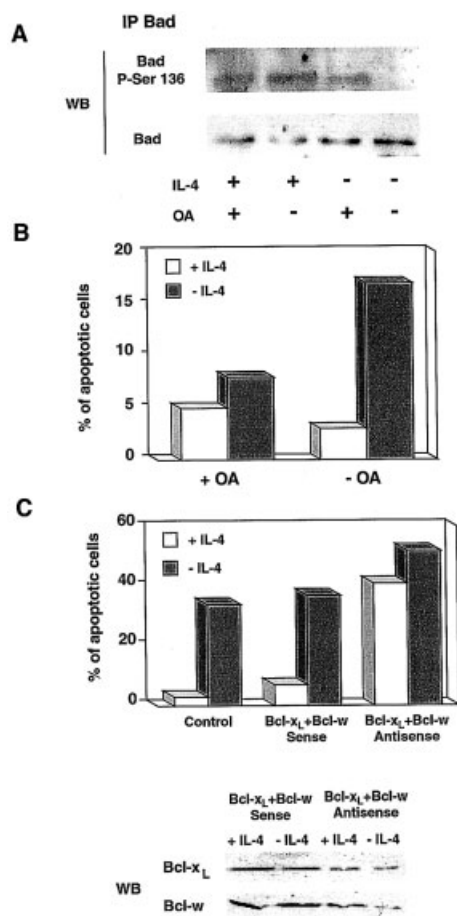 A
IP Bad
Bad
P-Ser 136
WB
Bad
IL-4 + + - -
OA + - + -
B
% of apoptotic cells
20
15
10
5
0
+ IL-4
- IL-4
+ OA - OA
C
% of apoptotic cells
60
40
20
0
+ IL-4
- IL-4
Control Bcl-xL+Bcl-w Bcl-xL+Bcl-w
Sense Antisense
Bcl-xL+Bcl-w Bcl-xL+Bcl-w
Sense Antisense
+ IL-4 - IL-4 + IL-4 - IL-4
Bcl-xL
WB
Bcl-w